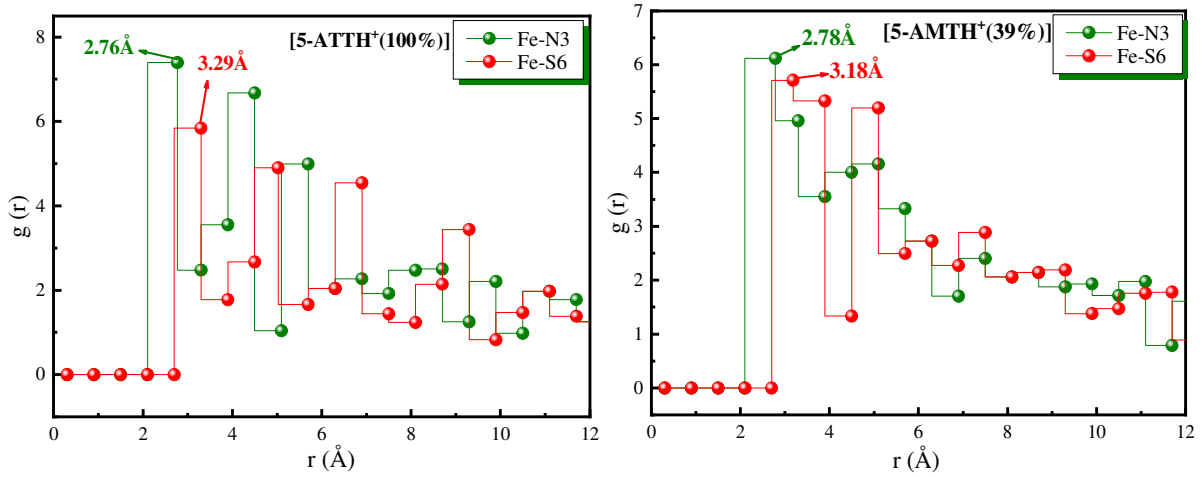 [5-ATTH⁺(100%)]
Fe-N3
Fe-S6
2.76Å
3.29Å
8
6
4
2
0
g (r)
0 2 4 6 8 10 12
r (Å)
[5-AMTH⁺(39%)]
Fe-N3
Fe-S6
2.78Å
3.18Å
7
6
5
4
3
2
1
0
g (r)
0 2 4 6 8 10 12
r (Å)